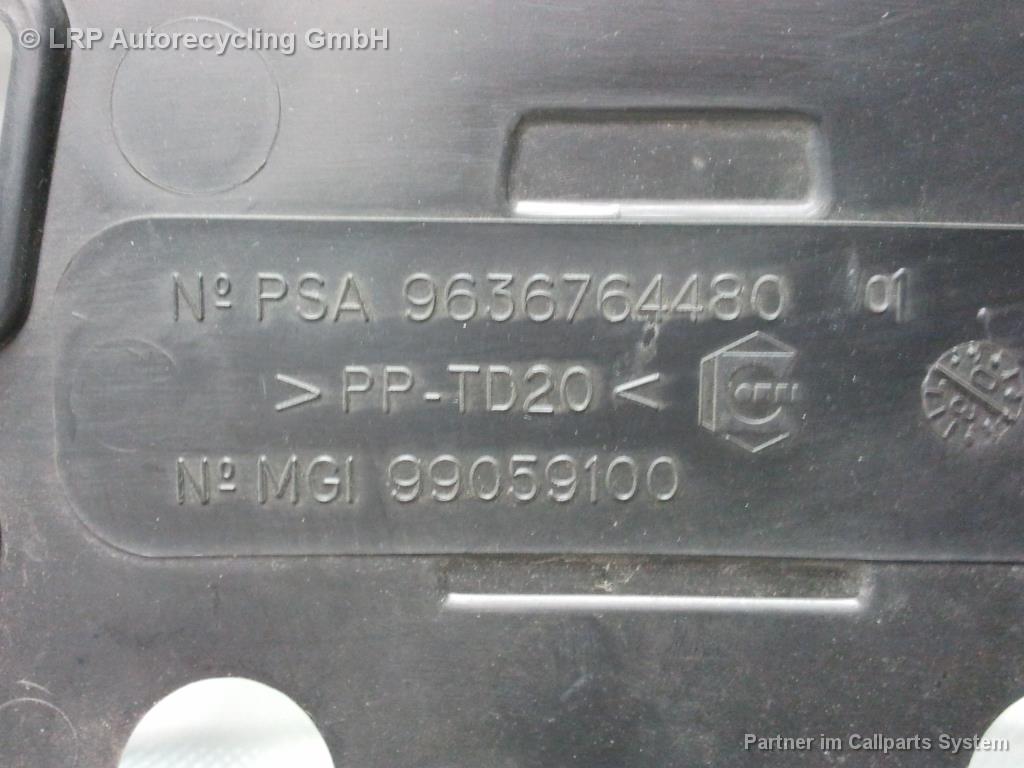 © LRP Autorecycling GmbH
Nº PSA 9636764480 01
>PP-TD20<
Nº MGI 99059100
Partner im Callparts System